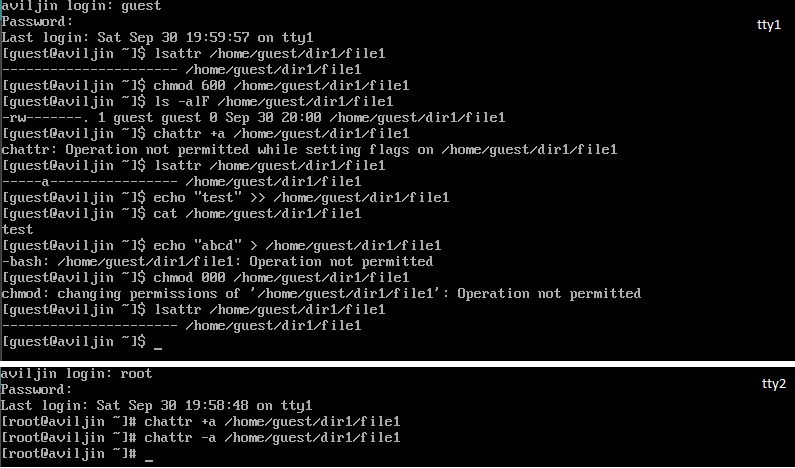 aviljin login: guest
tty1
Password:
Last login: Sat Sep 30 19:59:57 on tty1
[guest@aviljin ~]$ lsattr /home/guest/dir1/file1
---------------------- /home/guest/dir1/file1
[guest@aviljin ~]$ chmod 600 /home/guest/dir1/file1
[guest@aviljin ~]$ ls -alF /home/guest/dir1/file1
-rw-------. 1 guest guest 0 Sep 30 20:00 /home/guest/dir1/file1
[guest@aviljin ~]$ chattr +a /home/guest/dir1/file1
chattr: Operation not permitted while setting flags on /home/guest/dir1/file1
[guest@aviljin ~]$ lsattr /home/guest/dir1/file1
-----a---------------- /home/guest/dir1/file1
[guest@aviljin ~]$ echo "test" >> /home/guest/dir1/file1
[guest@aviljin ~]$ cat /home/guest/dir1/file1
test
[guest@aviljin ~]$ echo "abcd" > /home/guest/dir1/file1
-bash: /home/guest/dir1/file1: Operation not permitted
[guest@aviljin ~]$ chmod 000 /home/guest/dir1/file1
chmod: changing permissions of '/home/guest/dir1/file1': Operation not permitted
[guest@aviljin ~]$ lsattr /home/guest/dir1/file1
---------------------- /home/guest/dir1/file1
[guest@aviljin ~]$ _
aviljin login: root
tty2
Password:
Last login: Sat Sep 30 19:58:48 on tty1
[root@aviljin ~]# chattr +a /home/guest/dir1/file1
[root@aviljin ~]# chattr -a /home/guest/dir1/file1
[root@aviljin ~]# _